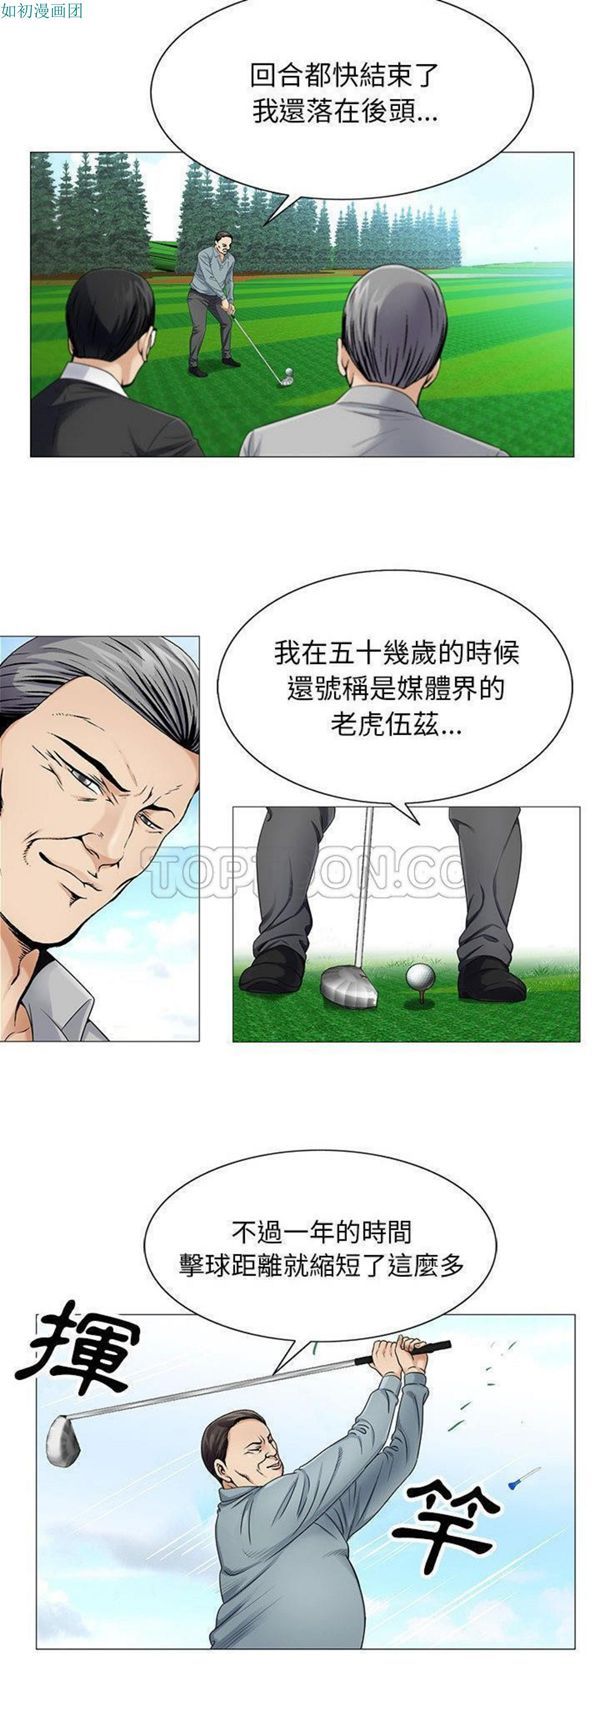 如初漫画团
回合都快結束了
我還落在後頭...
我在五十幾歲的時候
還號稱是媒體界的
老虎伍茲...
TOPTOON.CO
不過一年的時間
擊球距離就縮短了這麼多
揮
竿